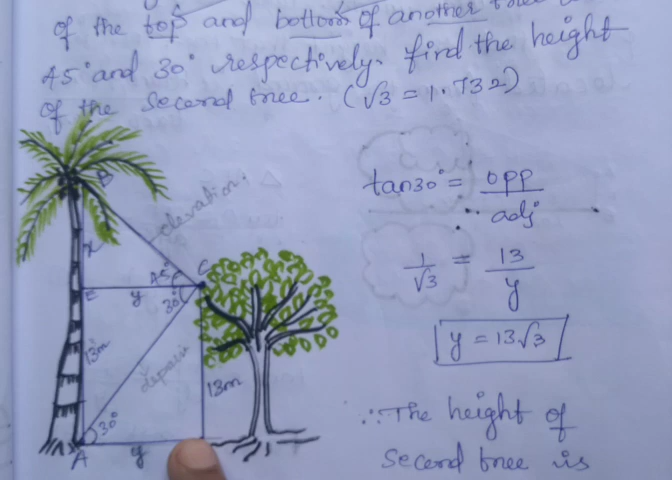 of the top and bottom of another tree
45° and 30° respectively. find the height
of the second tree. (√3 = 1.732)
B
elevation.
x
45°
C
E
y
30°
13m
depression
13m
30°
A
y
tan30° = opp/adj
1/√3 = 13/y
y = 13√3
∴ The height of
second tree is